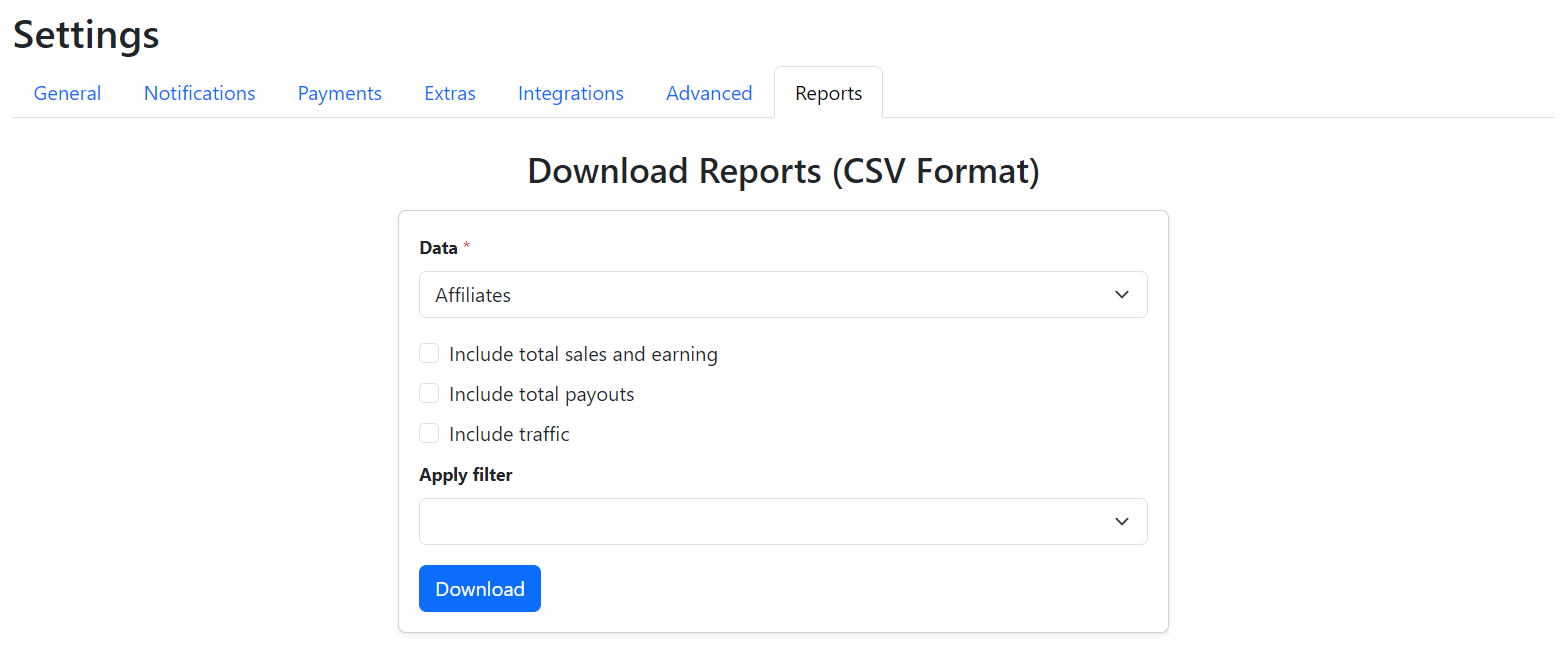 Settings
General Notifications Payments Extras Integrations Advanced Reports
Download Reports (CSV Format)
Data *
Affiliates
Include total sales and earning
Include total payouts
Include traffic
Apply filter
Download